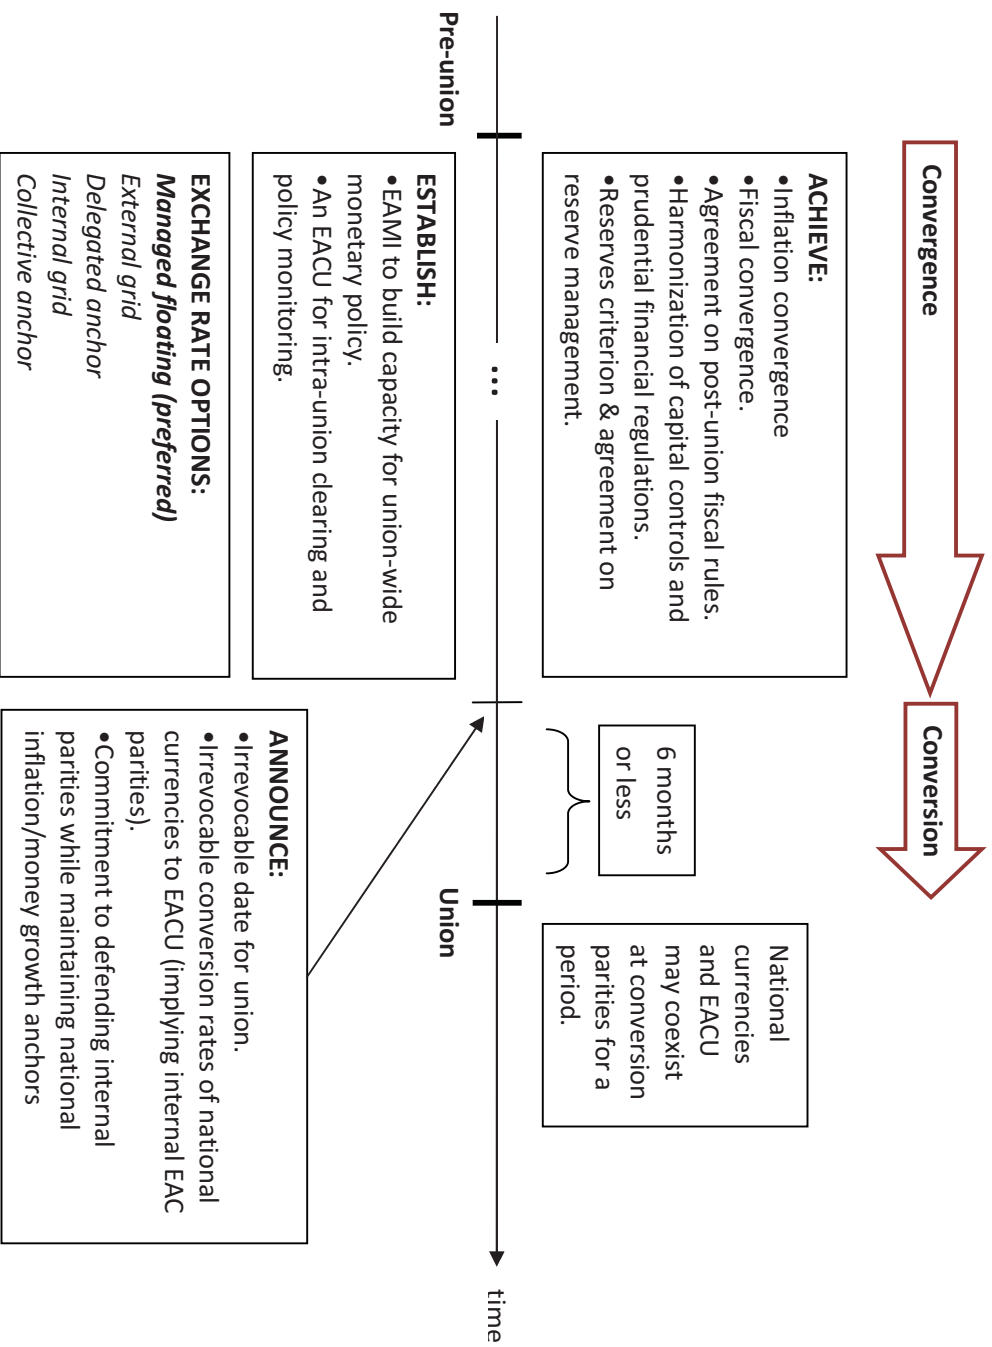 Convergence
Conversion
ACHIEVE:
•Inflation convergence
•Fiscal convergence.
•Agreement on post-union fiscal rules.
•Harmonization of capital controls and
prudential financial regulations.
•Reserves criterion & agreement on
reserve management.
6 months
or less
National
currencies
and EACU
may coexist
at conversion
parities for a
period.
...
time
Pre-union
Union
ESTABLISH:
•EAMI to build capacity for union-wide
monetary policy.
•An EACU for intra-union clearing and
policy monitoring.
EXCHANGE RATE OPTIONS:
Managed floating (preferred)
External grid
Delegated anchor
Internal grid
Collective anchor
ANNOUNCE:
•Irrevocable date for union.
•Irrevocable conversion rates of national
currencies to EACU (implying internal EAC
parities).
•Commitment to defending internal
parities while maintaining national
inflation/money growth anchors